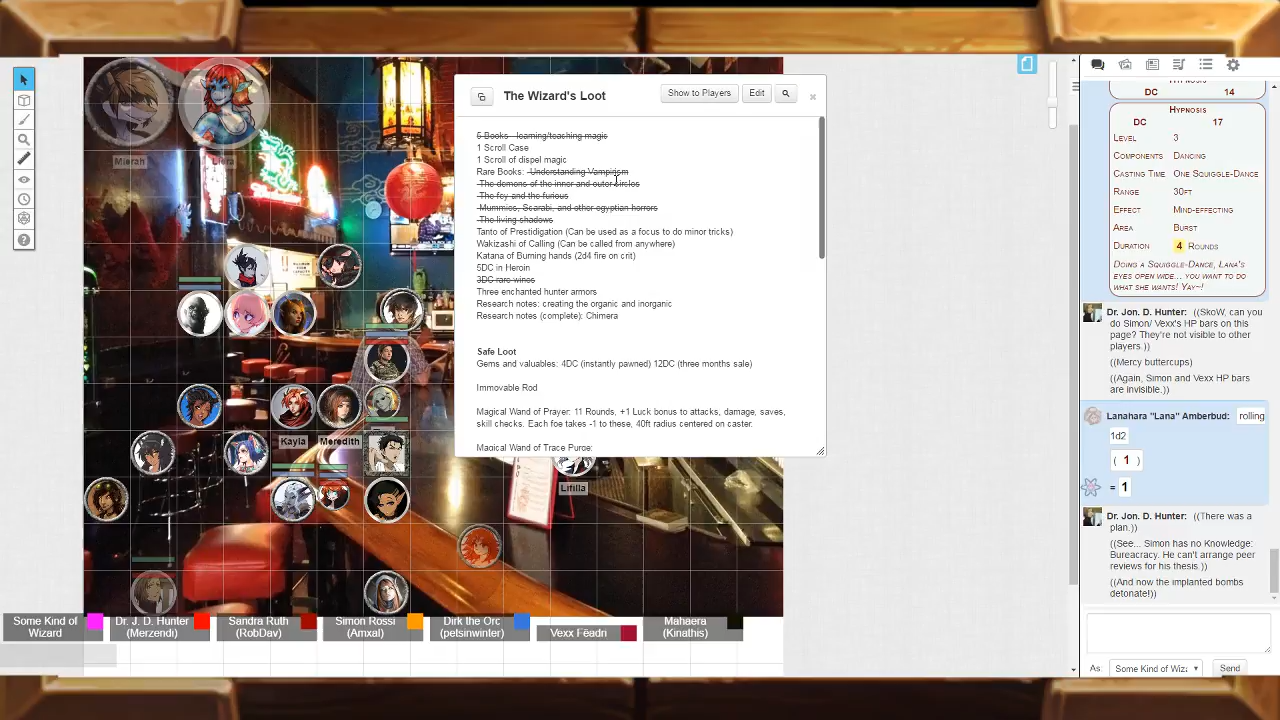 Mierah
Liera
Kayla
Meredith
Lifilla
The Wizard's Loot
Show to Players
Edit
5 Books - learning/teaching magis
1 Scroll Case
1 Scroll of dispel magic
Rare Books: -Understanding Vampirism
-The demons of the inner and outer circles
-The fey and the furious
-Mummies, Scarabi, and other egyptian horrors
-The living shadows
Tanto of Prestidigation (Can be used as a focus to do minor tricks)
Wakizashi of Calling (Can be called from anywhere)
Katana of Burning hands (2d4 fire on crit)
5DC in Heroin
3DC rare wines
Three enchanted hunter armors
Research notes: creating the organic and inorganic
Research notes (complete): Chimera
Safe Loot
Gems and valuables: 4DC (instantly pawned) 12DC (three months sale)
Immovable Rod
Magical Wand of Prayer: 11 Rounds, +1 Luck bonus to attacks, damage, saves,
skill checks. Each foe takes -1 to these, 40ft radius centered on caster.
Magical Wand of Trace Puroe:
Some Kind of
Wizard
Dr. J. D. Hunter
(Merzendi)
Sandra Ruth
(RobDav)
Simon Rossi
(Amxal)
Dirk the Orc
(petsinwinter)
Vexx Fëadri
Mahaera
(Kinathis)
DC 14
Hypnosis
DC 17
Level 3
Components Dancing
Casting Time One Squiggle-Dance
Range 30ft
Effect Mind-effecting
Area Burst
Duration 4 Rounds
Doing a Squiggle-Dance, Lana's
eyes open wide... you want to do
what she wants! Yay~!
Dr. Jon. D. Hunter: ((SkoW, can you
do Simon/ Vexx's HP bars on this
page? They're not visible to other
players.))
((Mercy buttercups)
((Again, Simon and Vexx HP bars
are invisible.))
Lanahara "Lana" Amberbud: rolling
1d2
( 1 )
= 1
Dr. Jon. D. Hunter: ((There was a
plan.))
((See... Simon has no Knowledge:
Bureacracy. He can't arrange peer
reviews for his thesis.))
((And now the implanted bombs
detonate!))
As: Some Kind of Wiz: Send